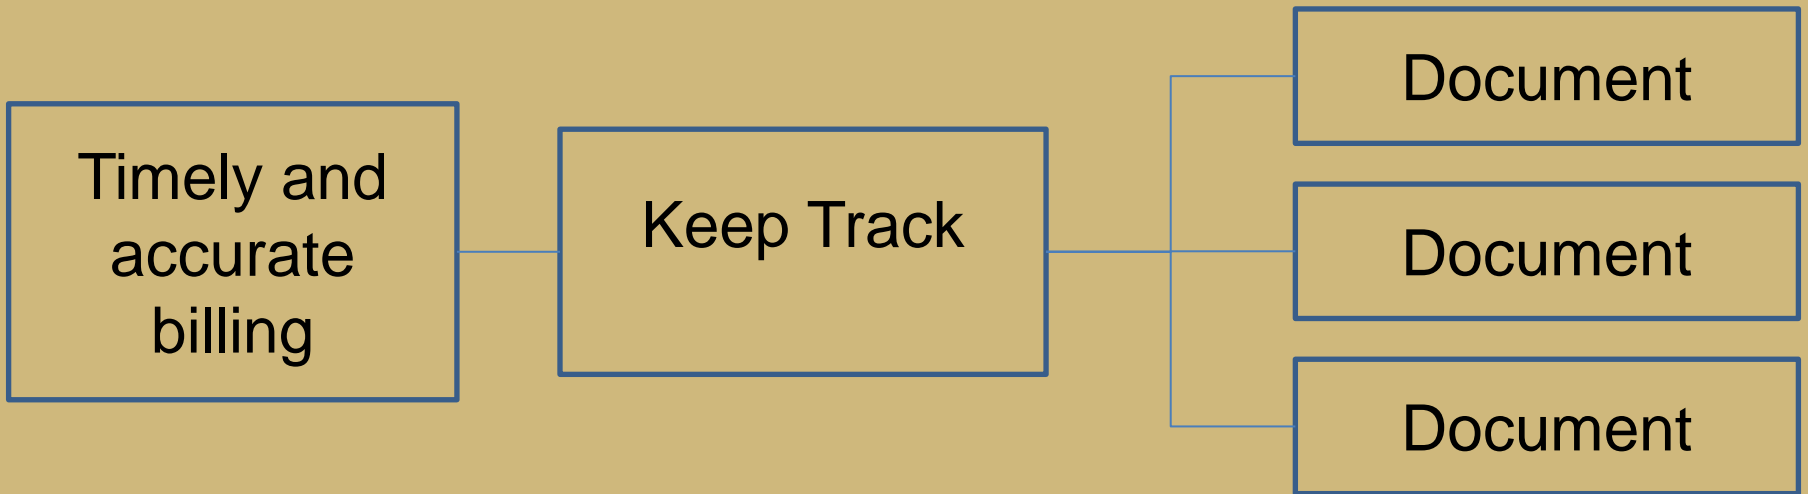 Timely and
accurate
billing
Keep Track
Document
Document
Document